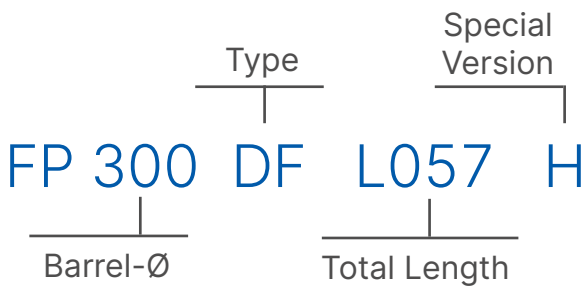 Special
Version
Type
FP 300 DF L057 H
Barrel-Ø
Total Length